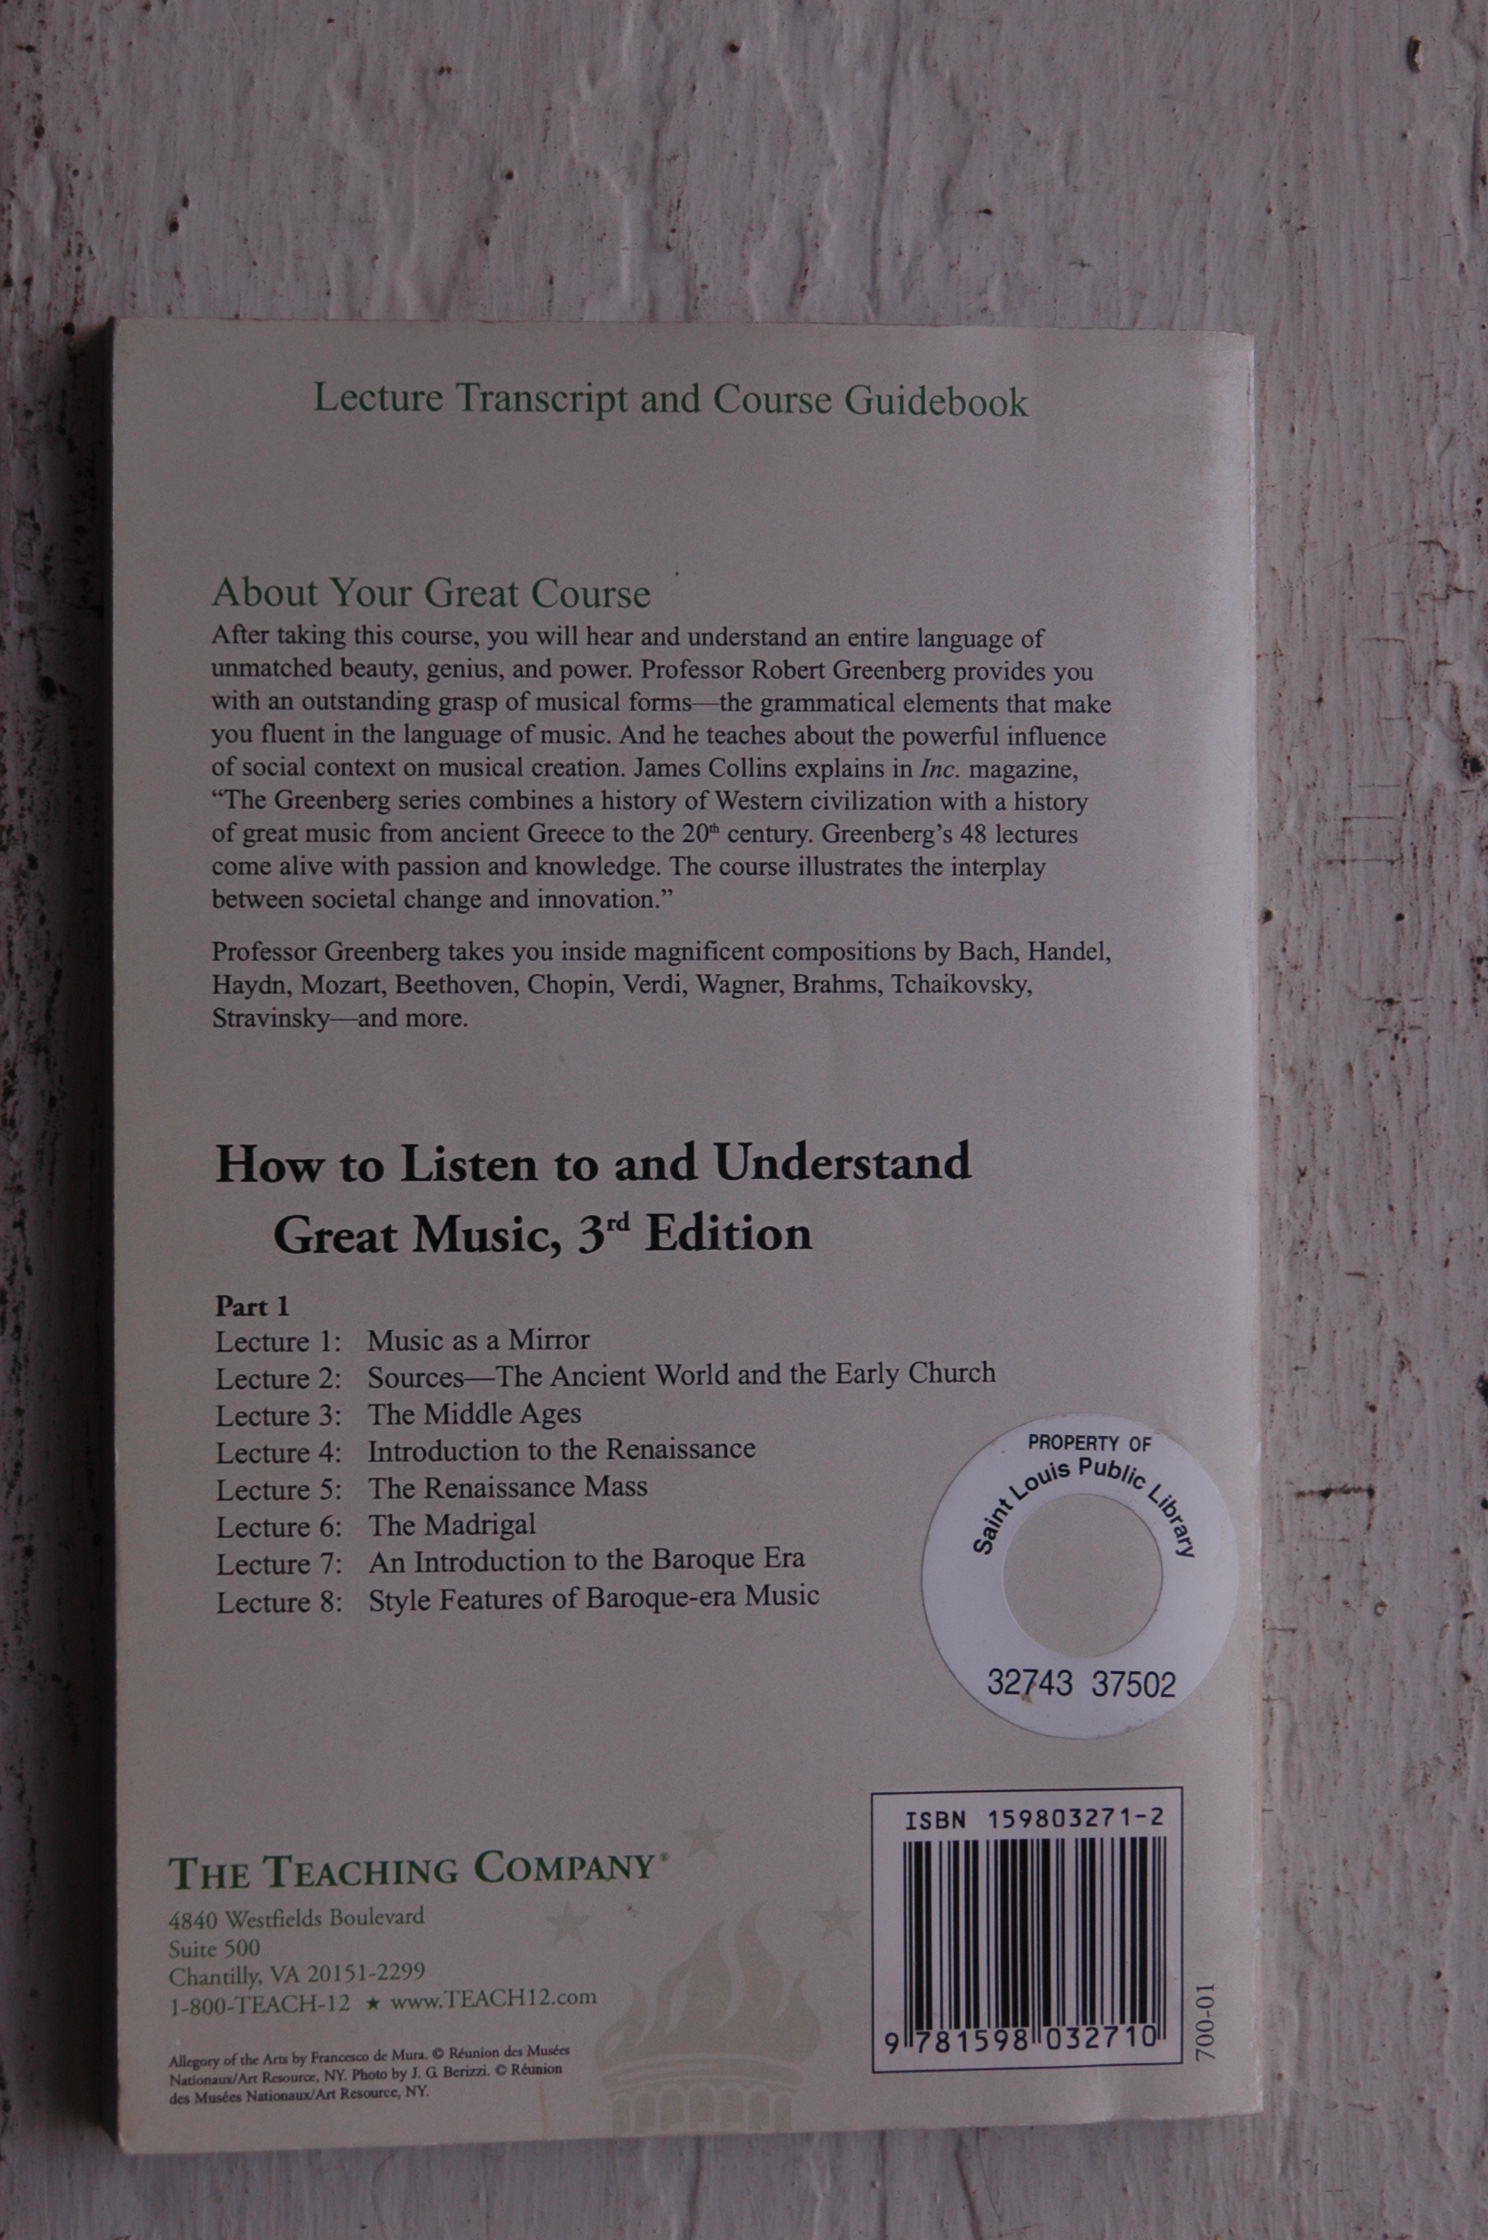 Lecture Transcript and Course Guidebook
About Your Great Course
After taking this course, you will hear and understand an entire language of
unmatched beauty, genius, and power. Professor Robert Greenberg provides you
with an outstanding grasp of musical forms—the grammatical elements that make
you fluent in the language of music. And he teaches about the powerful influence
of social context on musical creation. James Collins explains in Inc. magazine,
“The Greenberg series combines a history of Western civilization with a history
of great music from ancient Greece to the 20th century. Greenberg’s 48 lectures
come alive with passion and knowledge. The course illustrates the interplay
between societal change and innovation.”
Professor Greenberg takes you inside magnificent compositions by Bach, Handel,
Haydn, Mozart, Beethoven, Chopin, Verdi, Wagner, Brahms, Tchaikovsky,
Stravinsky—and more.
How to Listen to and Understand
Great Music, 3rd Edition
Part 1
Lecture 1: Music as a Mirror
Lecture 2: Sources—The Ancient World and the Early Church
Lecture 3: The Middle Ages
Lecture 4: Introduction to the Renaissance
Lecture 5: The Renaissance Mass
Lecture 6: The Madrigal
Lecture 7: An Introduction to the Baroque Era
Lecture 8: Style Features of Baroque-era Music
PROPERTY OF
Saint Louis Public Library
32743 37502
THE TEACHING COMPANY®
4840 Westfields Boulevard
Suite 500
Chantilly, VA 20151-2299
1-800-TEACH-12 ★ www.TEACH12.com
Allegory of the Arts by Francesco de Mura. © Réunion des Musées
Nationaux/Art Resource, NY. Photo by J. G. Berizzi. © Réunion
des Musées Nationaux/Art Resource, NY.
ISBN 159803271-2
9 781598 032710
700-01